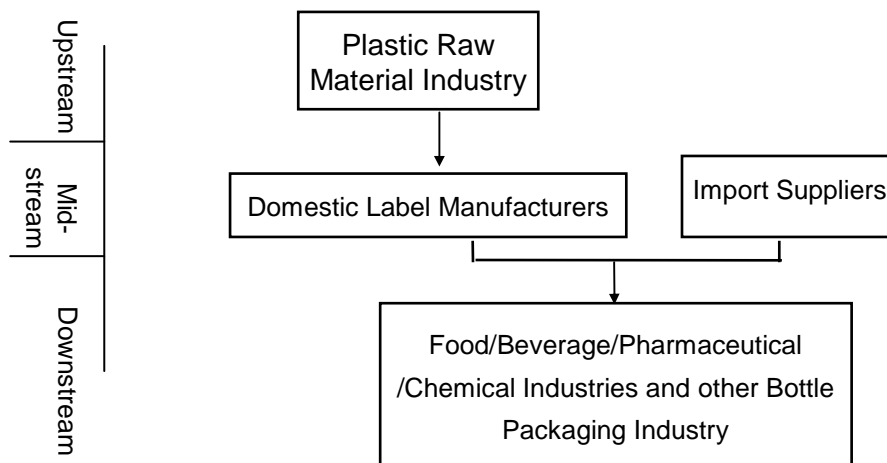 Upstream
Plastic Raw
Material Industry
Mid-
stream
Domestic Label Manufacturers
Import Suppliers
Downstream
Food/Beverage/Pharmaceutical
/Chemical Industries and other Bottle
Packaging Industry